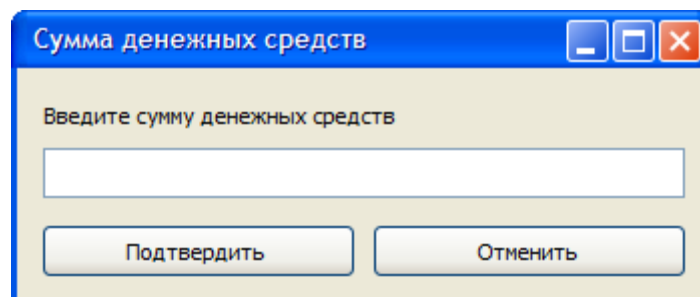 Сумма денежных средств
Введите сумму денежных средств
Подтвердить Отменить